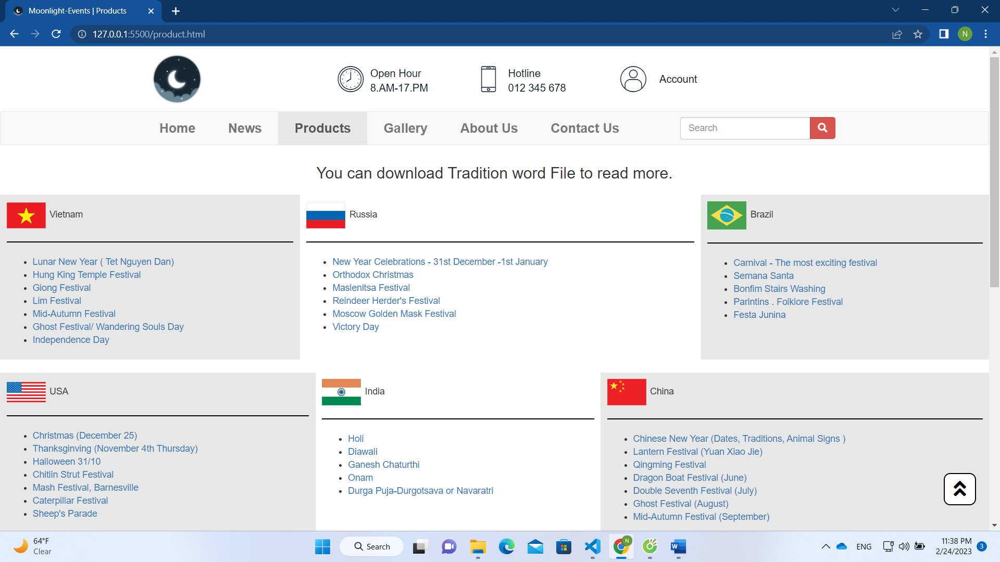 Moonlight-Events | Products
127.0.0.1:5500/product.html
N
Open Hour
8.AM-17.PM
Hotline
012 345 678
Account
Home
News
Products
Gallery
About Us
Contact Us
Search
You can download Tradition word File to read more.
Vietnam
Lunar New Year ( Tet Nguyen Dan)
Hung King Temple Festival
Giong Festival
Lim Festival
Mid-Autumn Festival
Ghost Festival/ Wandering Souls Day
Independence Day
Russia
New Year Celebrations - 31st December -1st January
Orthodox Christmas
Maslenitsa Festival
Reindeer Herder's Festival
Moscow Golden Mask Festival
Victory Day
Brazil
Carnival - The most exciting festival
Semana Santa
Bonfim Stairs Washing
Parintins . Folklore Festival
Festa Junina
USA
Christmas (December 25)
Thanksginving (November 4th Thursday)
Halloween 31/10
Chitlin Strut Festival
Mash Festival, Barnesville
Caterpillar Festival
Sheep's Parade
India
Holi
Diawali
Ganesh Chaturthi
Onam
Durga Puja-Durgotsava or Navaratri
China
Chinese New Year (Dates, Traditions, Animal Signs )
Lantern Festival (Yuan Xiao Jie)
Qingming Festival
Dragon Boat Festival (June)
Double Seventh Festival (July)
Ghost Festival (August)
Mid-Autumn Festival (September)
64°F
Clear
Search
N
W
ENG
11:38 PM
2/24/2023
3